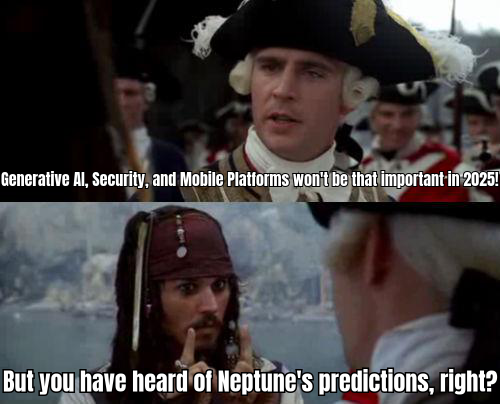 Generative AI, Security, and Mobile Platforms won't be that important in 2025!
But you have heard of Neptune's predictions, right?